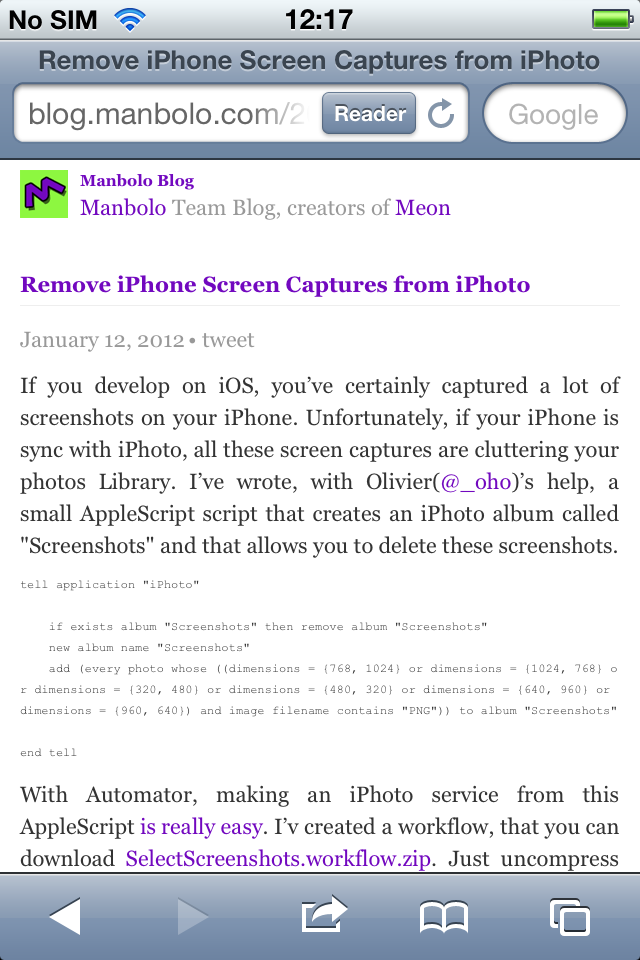 No SIM 12:17
Remove iPhone Screen Captures from iPhoto
blog.manbolo.com/2 Reader Google
Manbolo Blog
Manbolo Team Blog, creators of Meon
Remove iPhone Screen Captures from iPhoto
January 12, 2012 • tweet
If you develop on iOS, you’ve certainly captured a lot of
screenshots on your iPhone. Unfortunately, if your iPhone is
sync with iPhoto, all these screen captures are cluttering your
photos Library. I’ve wrote, with Olivier(@_oho)’s help, a
small AppleScript script that creates an iPhoto album called
"Screenshots" and that allows you to delete these screenshots.
tell application "iPhoto"
if exists album "Screenshots" then remove album "Screenshots"
new album name "Screenshots"
add (every photo whose ((dimensions = {768, 1024} or dimensions = {1024, 768} o
r dimensions = {320, 480} or dimensions = {480, 320} or dimensions = {640, 960} or
dimensions = {960, 640}) and image filename contains "PNG")) to album "Screenshots"
end tell
With Automator, making an iPhoto service from this
AppleScript is really easy. I’v created a workflow, that you can
download SelectScreenshots.workflow.zip. Just uncompress